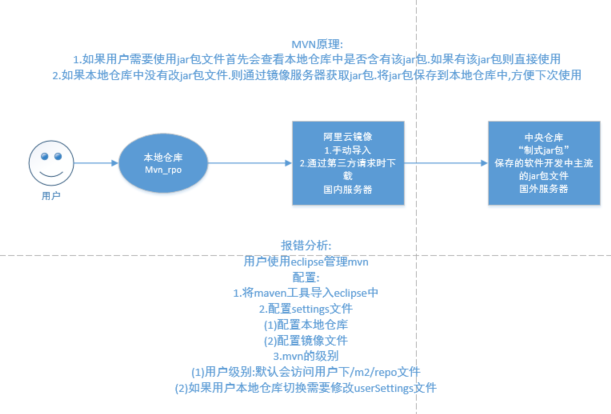 MVN原理:
1.如果用户需要使用jar包文件首先会查看本地仓库中是否含有该jar包.如果有该jar包则直接使用
2.如果本地仓库中没有改jar包文件.则通过镜像服务器获取jar包.将jar包保存到本地仓库中,方便下次使用
用户
本地仓库
Mvn_rpo
阿里云镜像
1.手动导入
2.通过第三方请求时下
载
国内服务器
中央仓库
“制式jar包”
保存的软件开发中主流
的jar包文件
国外服务器
报错分析:
用户使用eclipse管理mvn
配置:
1.将maven工具导入eclipse中
2.配置settings文件
(1)配置本地仓库
(2)配置镜像文件
3.mvn的级别
(1)用户级别:默认会访问用户下/m2/repo文件
(2)如果用户本地仓库切换需要修改userSettings文件